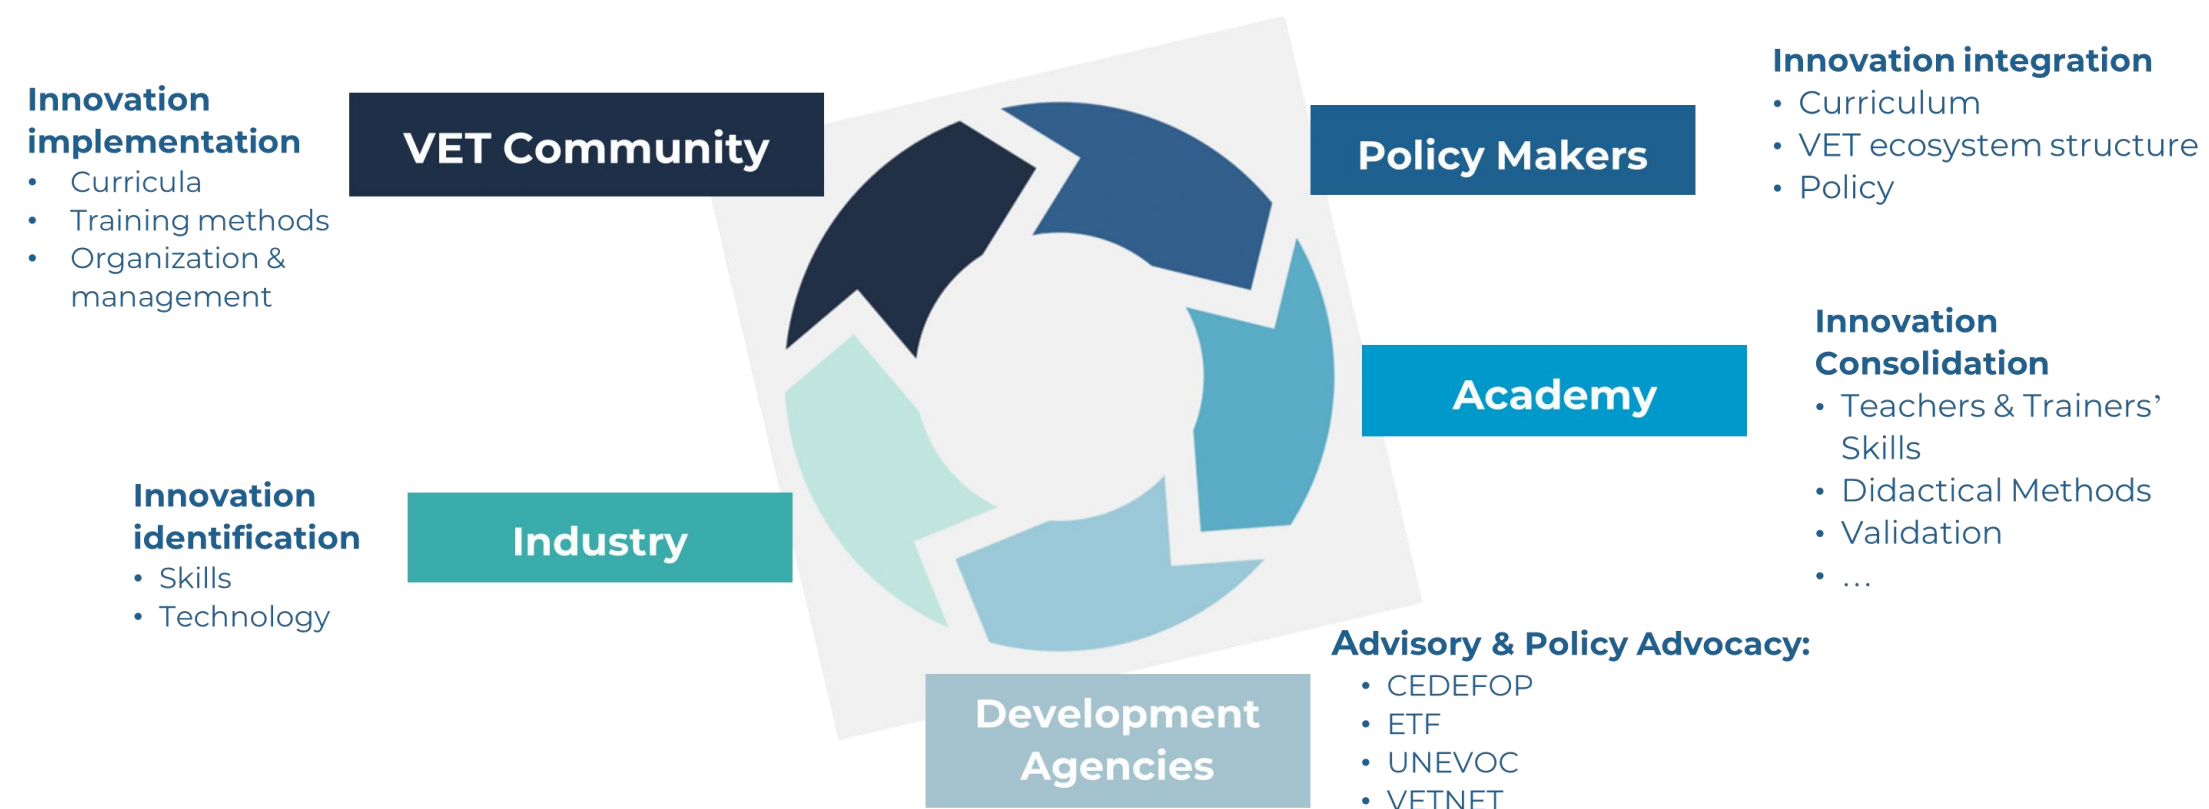 Innovation
implementation
• Curricula
• Training methods
• Organization &
management
VET Community
Policy Makers
Innovation integration
• Curriculum
• VET ecosystem structure
• Policy
Academy
Innovation
Consolidation
• Teachers & Trainers’
Skills
• Didactical Methods
• Validation
• …
Innovation
identification
• Skills
• Technology
Industry
Development
Agencies
Advisory & Policy Advocacy:
• CEDEFOP
• ETF
• UNEVOC
• VETNET